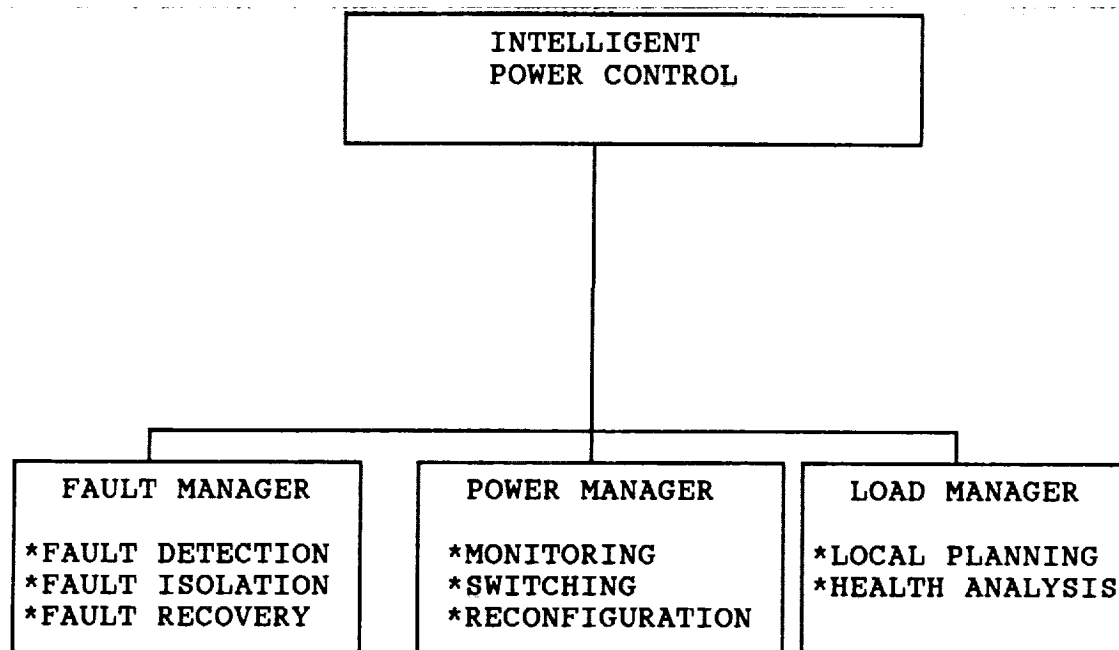 INTELLIGENT
POWER CONTROL
FAULT MANAGER
*FAULT DETECTION
*FAULT ISOLATION
*FAULT RECOVERY
POWER MANAGER
*MONITORING
*SWITCHING
*RECONFIGURATION
LOAD MANAGER
*LOCAL PLANNING
*HEALTH ANALYSIS